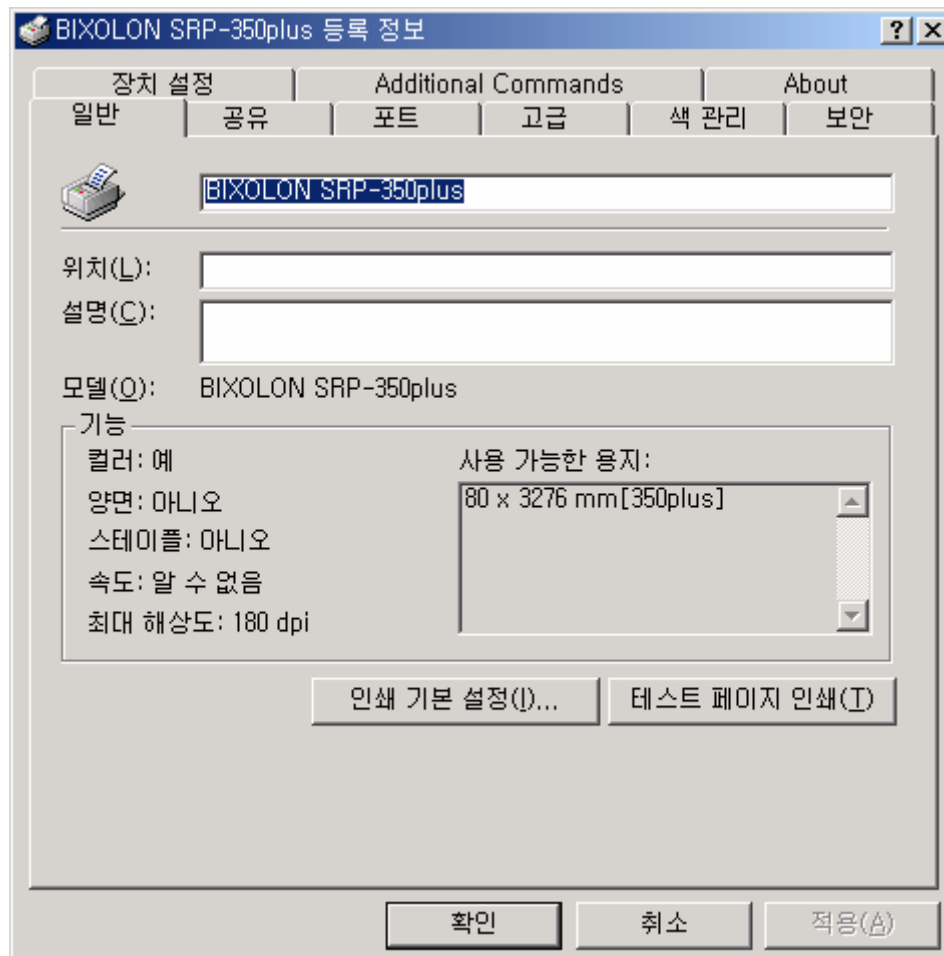 BIXOLON SRP-350plus 등록 정보
장치 설정 Additional Commands About
일반 공유 포트 고급 색 관리 보안
BIXOLON SRP-350plus
위치(L):
설명(C):
모델(O): BIXOLON SRP-350plus
기능
컬러: 예 사용 가능한 용지:
양면: 아니오 80 x 3276 mm[350plus]
스테이플: 아니오
속도: 알 수 없음
최대 해상도: 180 dpi
인쇄 기본 설정(I)... 테스트 페이지 인쇄(T)
확인 취소 적용(A)